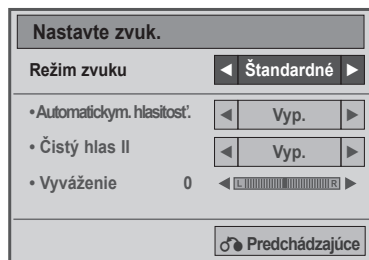 Nastavte zvuk.
Režim zvuku ◄ Štandardné ►
•Automatickym. hlasitosť. ◄ Vyp. ►
• Čistý hlas II ◄ Vyp. ►
• Vyváženie 0 ◄ L R ►
Predchádzajúce